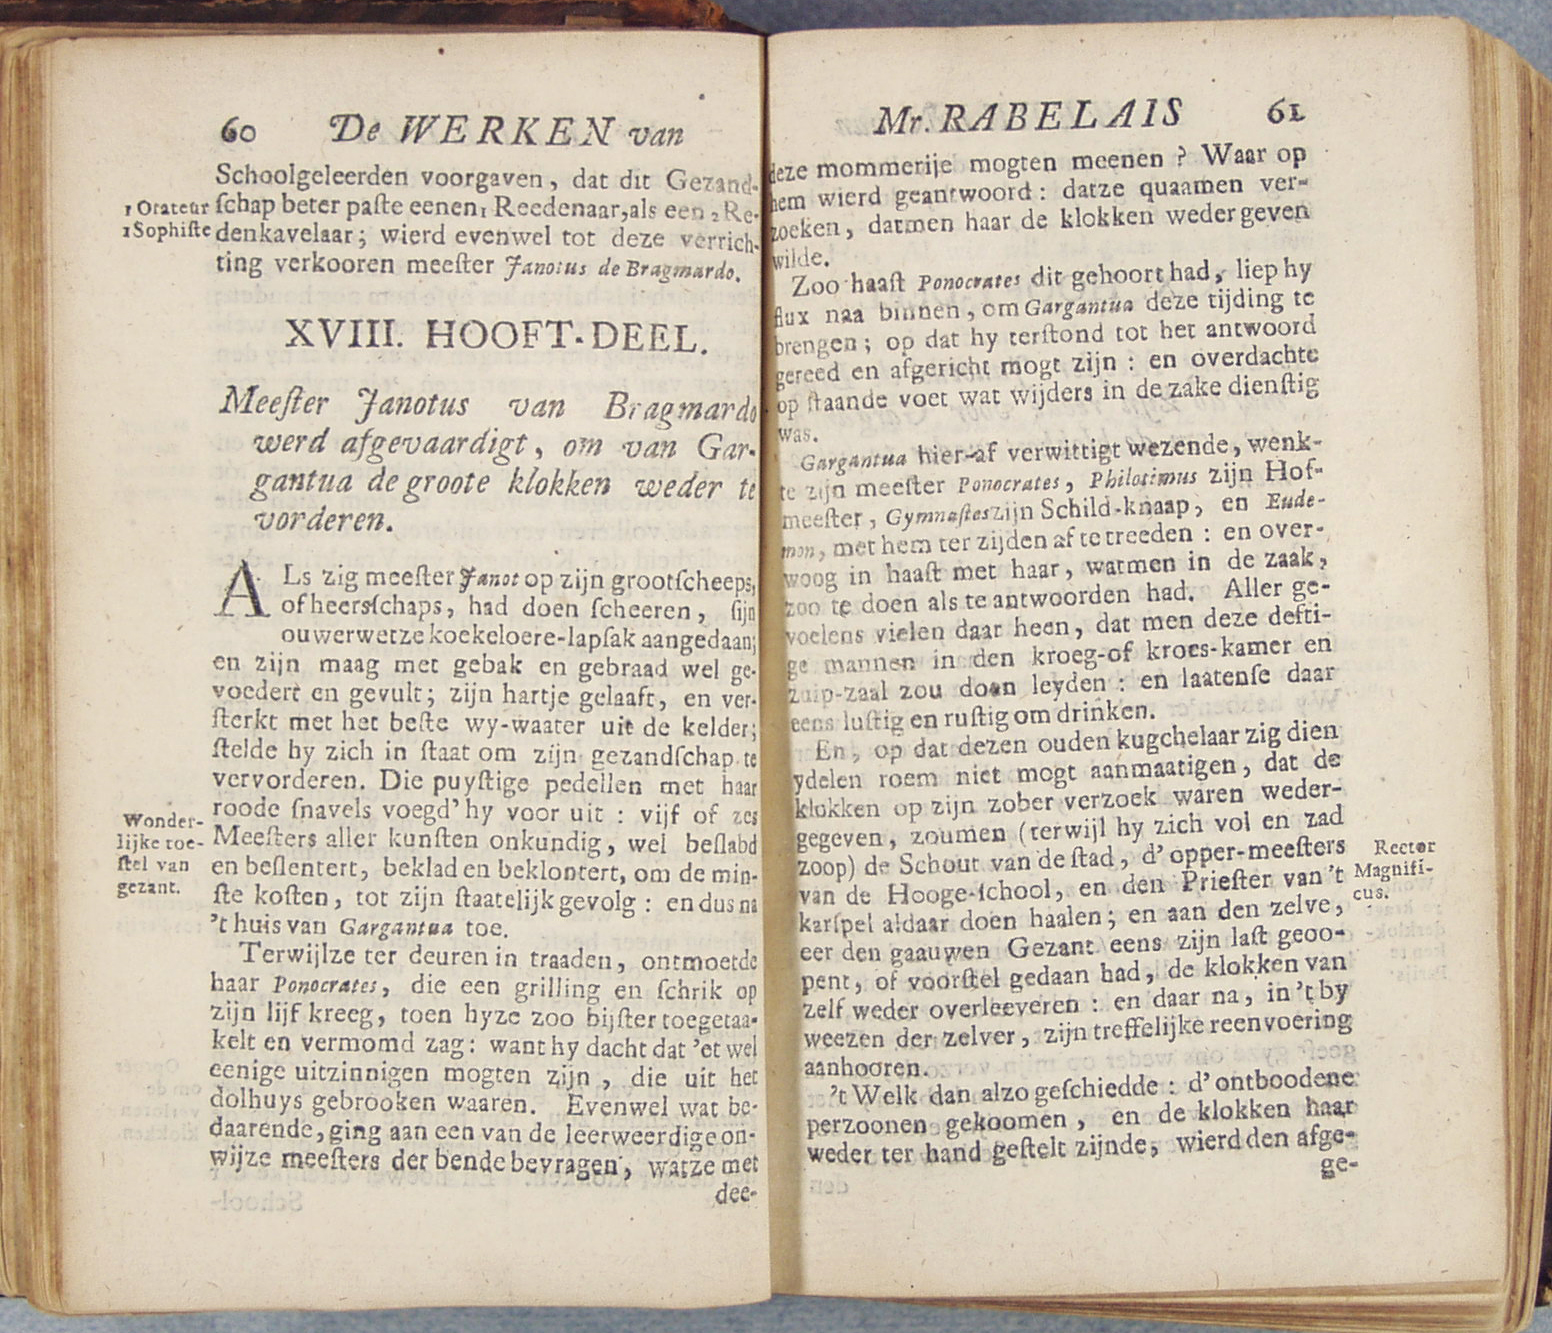 60 De WERKEN van
Schoolgeleerden voorgaven, dat dit Gezand-
ſchap beter paſte eenen 1 Reedenaar, als een 2 Re-
denkavelaar; wierd evenwel tot deze verrich-
ting verkooren meeſter Janotus de Bragmardo.
1 Orateur
2 Sophiſte
XVIII. HOOFT-DEEL.
Meeſter Janotus van Bragmardo
werd afgevaardigt, om van Gar-
gantua de groote klokken weder te
vorderen.
ALs zig meeſter Janot op zijn grootſcheeps,
of heersſchaps, had doen ſcheeren, ſijn
ouwerwetze koekeloere-lapſak aangedaan;
en zijn maag met gebak en gebraad wel ge-
voedert en gevult; zijn hartje gelaaft, en ver-
ſterkt met het beſte wy-waater uit de kelder;
ſtelde hy zich in ſtaat om zijn gezandſchap te
vervorderen. Die puyſtige pedellen met haar
roode ſnavels voegd' hy voor uit : vijf of zes
Meeſters aller kunſten onkundig, wel beſlabd
en beſlentert, beklad en beklontert, om de min-
ſte koſten, tot zijn ſtaatelijk gevolg : en dus na
't huis van Gargantua toe.
Wonder-
lijke toe-
ſtel van
gezant.
Terwijlze ter deuren in traaden, ontmoetde
haar Ponocrates, die een grilling en ſchrik op
zijn lijf kreeg, toen hyze zoo bijſter toegetaa-
kelt en vermomd zag: want hy dacht dat 'et wel
eenige uitzinnigen mogten zijn, die uit het
dolhuys gebrooken waaren. Evenwel wat be-
daarende, ging aan een van de leerweerdige on-
wijze meeſters der bende bevragen, watze met
dee-
Mr. RABELAIS 61
deze mommerije mogten meenen ? Waar op
hem wierd geantwoord : datze quaamen ver-
zoeken, datmen haar de klokken weder geven
wilde.
Zoo haaſt Ponocrates dit gehoort had, liep hy
flux naa binnen, om Gargantua deze tijding te
brengen; op dat hy terſtond tot het antwoord
gereed en afgericht mogt zijn : en overdachte
op ſtaande voet wat wijders in de zake dienſtig
was.
Gargantua hier-af verwittigt wezende, wenk-
te zijn meeſter Ponocrates, Philotimus zijn Hof-
meeſter, Gymnaſtes zijn Schild-knaap, en Eude-
mon, met hem ter zijden af te treeden : en over-
woog in haaſt met haar, watmen in de zaak,
zoo te doen als te antwoorden had. Aller ge-
voelens vielen daar heen, dat men deze defti-
ge mannen in den kroeg-of kroes-kamer en
zuip-zaal zou doen leyden : en laatenſe daar
eens luſtig en ruſtig om drinken.
En, op dat dezen ouden kugchelaar zig dien
ydelen roem niet mogt aanmaatigen, dat de
klokken op zijn zober verzoek waren weder-
gegeven, zoumen (terwijl hy zich vol en zad
zoop) de Schout van de ſtad, d' opper-meeſters
van de Hooge-ſchool, en den Prieſter van 't
karſpel aldaar doen haalen; en aan den zelve,
eer den gaauwen Gezant eens zijn laſt geoo-
pent, of voorſtel gedaan had, de klokken van
zelf weder overleeveren : en daar na, in 't by
weezen der zelver, zijn treffelijke reenvoering
aanhooren.
Rector
Magnifi-
cus.
't Welk dan alzo geſchiedde : d' ontboodene
perzoonen gekoomen, en de klokken haar
weder ter hand geſtelt zijnde, wierd den afge-
ge-